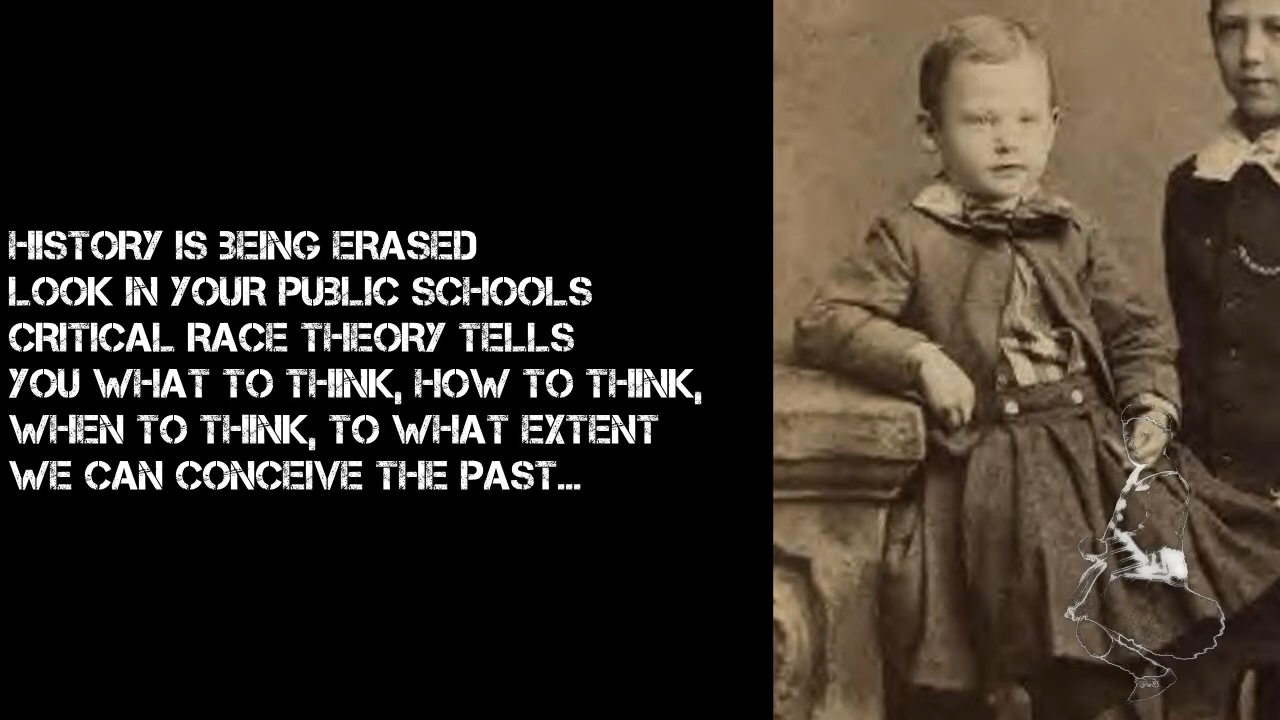 HISTORY IS BEING ERASED
LOOK IN YOUR PUBLIC SCHOOLS
CRITICAL RACE THEORY TELLS
YOU WHAT TO THINK, HOW TO THINK,
WHEN TO THINK, TO WHAT EXTENT
WE CAN CONCEIVE THE PAST...